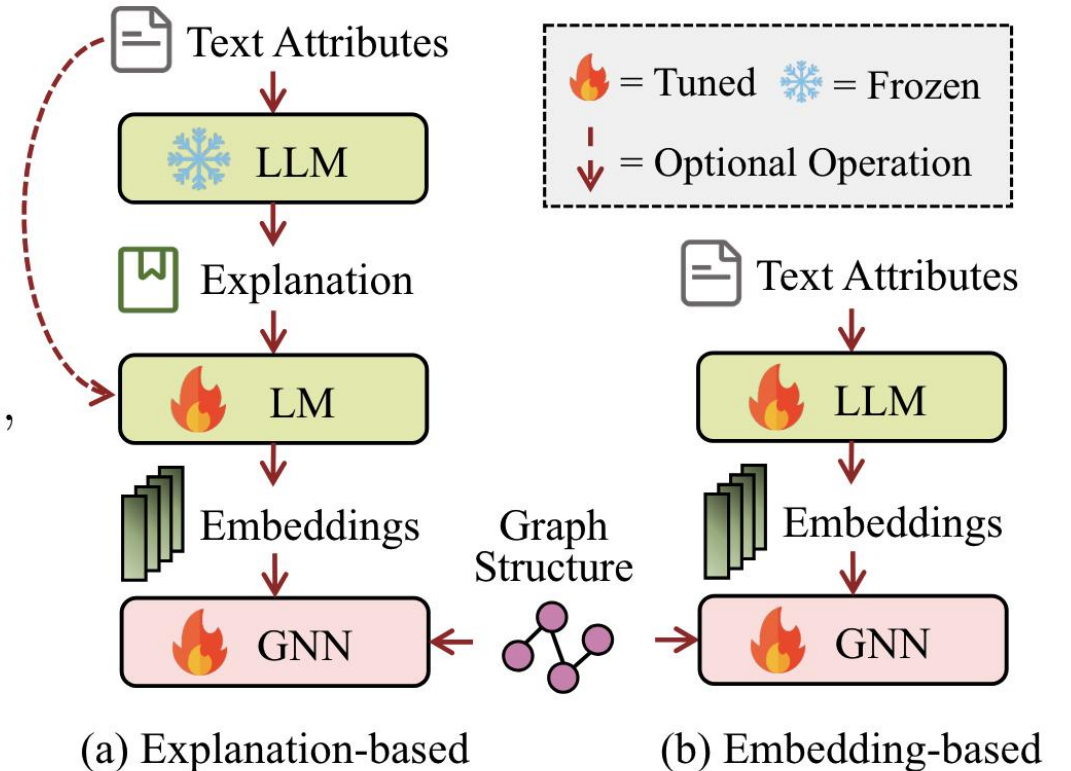 Text Attributes
LLM
Explanation
LM
Embeddings
GNN
(a) Explanation-based
,
= Tuned = Frozen
= Optional Operation
Graph
Structure
Text Attributes
LLM
Embeddings
GNN
(b) Embedding-based